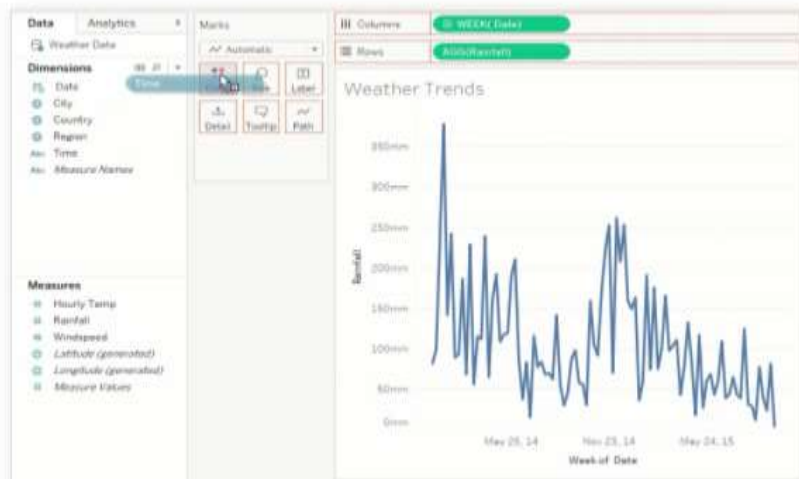 Data
Analytics
Weather Data
Dimensions
Date
City
Country
Region
Abc Time
Abc Measure Names
Measures
Hourly Temp
Rainfall
Windspeed
Latitude (generated)
Longitude (generated)
Measure Values
Marks
Automatic
Time
Label
Detail
Tooltip
Path
Columns
WEEK(Date)
Rows
AGG(Rainfall)
Weather Trends
Rainfall
350mm
300mm
250mm
200mm
150mm
100mm
50mm
0mm
May 25, 14
Nov 23, 14
May 24, 15
Week of Date